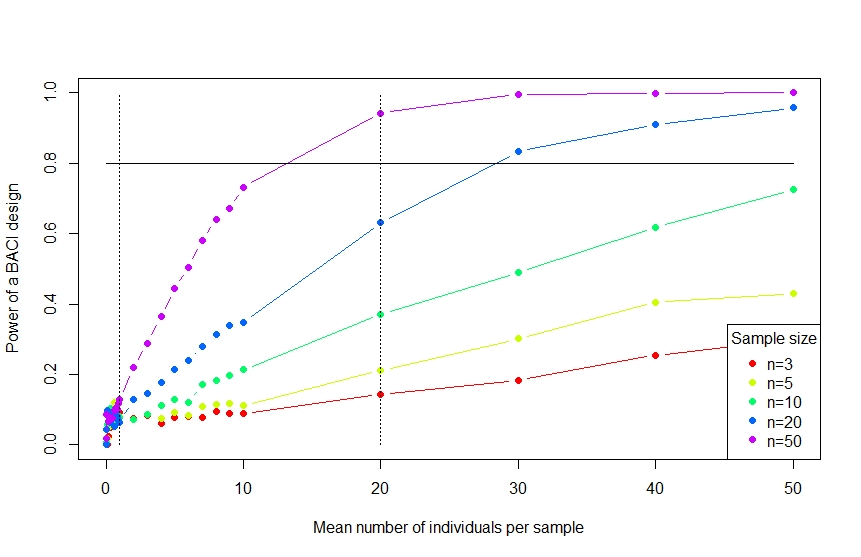 Power of a BACI design
1.0
0.8
0.6
0.4
0.2
0.0
0
10
20
30
40
50
Mean number of individuals per sample
Sample size
n=3
n=5
n=10
n=20
n=50